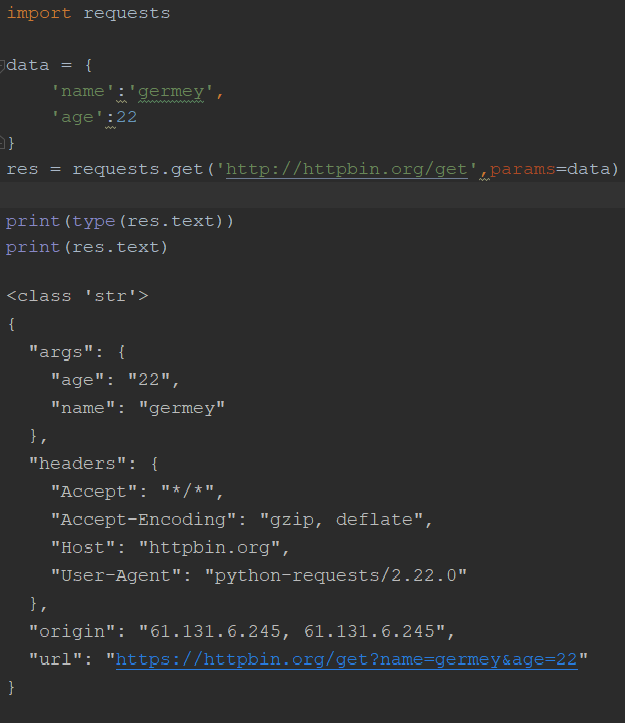 import requests
data = {
'name':'germey',
'age':22
}
res = requests.get('http://httpbin.org/get',params=data)
print(type(res.text))
print(res.text)
<class 'str'>
{
"args": {
"age": "22",
"name": "germey"
},
"headers": {
"Accept": "*/*",
"Accept-Encoding": "gzip, deflate",
"Host": "httpbin.org",
"User-Agent": "python-requests/2.22.0"
},
"origin": "61.131.6.245, 61.131.6.245",
"url": "https://httpbin.org/get?name=germey&age=22"
}